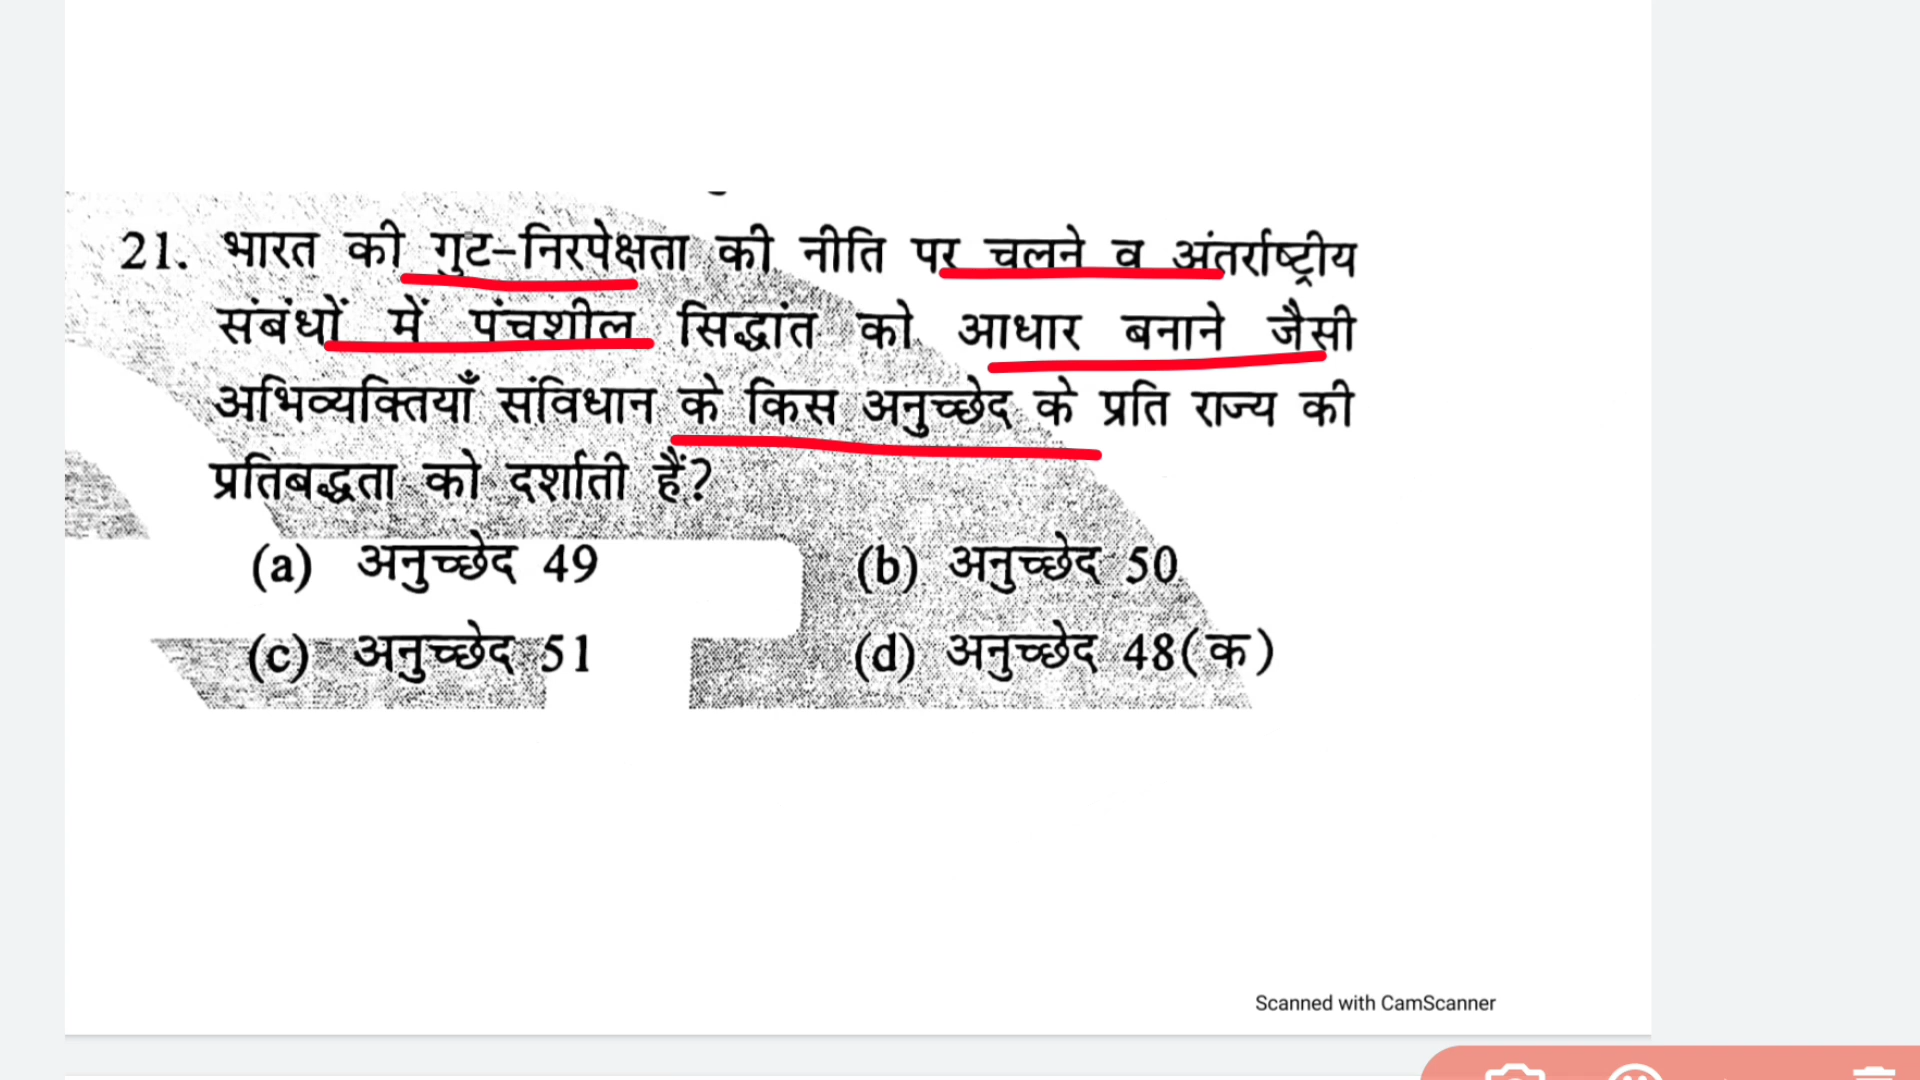 21. भारत की गुट-निरपेक्षता की नीति पर चलने व अंतर्राष्ट्रीय
संबंधों में पंचशील सिद्धांत को आधार बनाने जैसी
अभिव्यक्तियाँ संविधान के किस अनुच्छेद के प्रति राज्य की
प्रतिबद्धता को दर्शाती हैं?
(a) अनुच्छेद 49 (b) अनुच्छेद 50
(c) अनुच्छेद 51 (d) अनुच्छेद 48(क)
Scanned with CamScanner